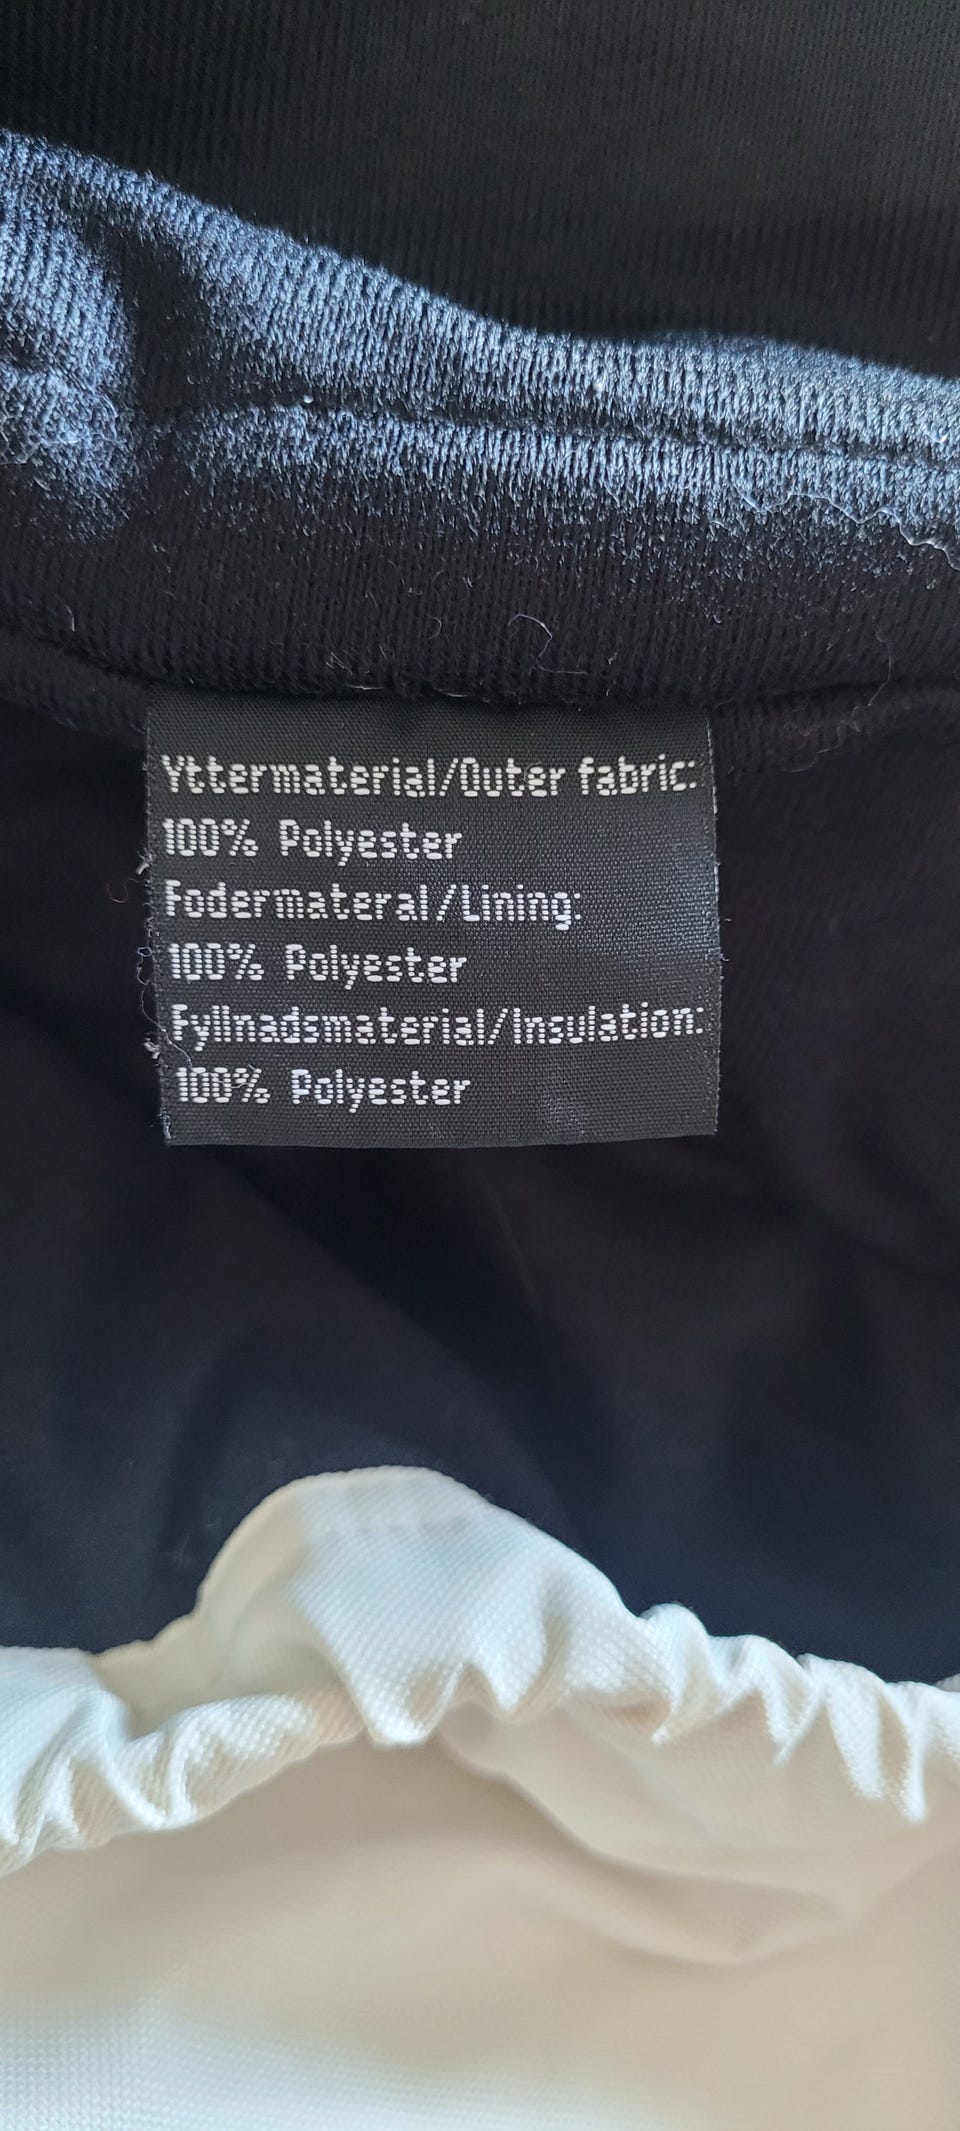 Yttermaterial/Outer fabric:
100% Polyester
Fodermateral/Lining:
100% Polyester
Fyllnadsmaterial/Insulation:
100% Polyester